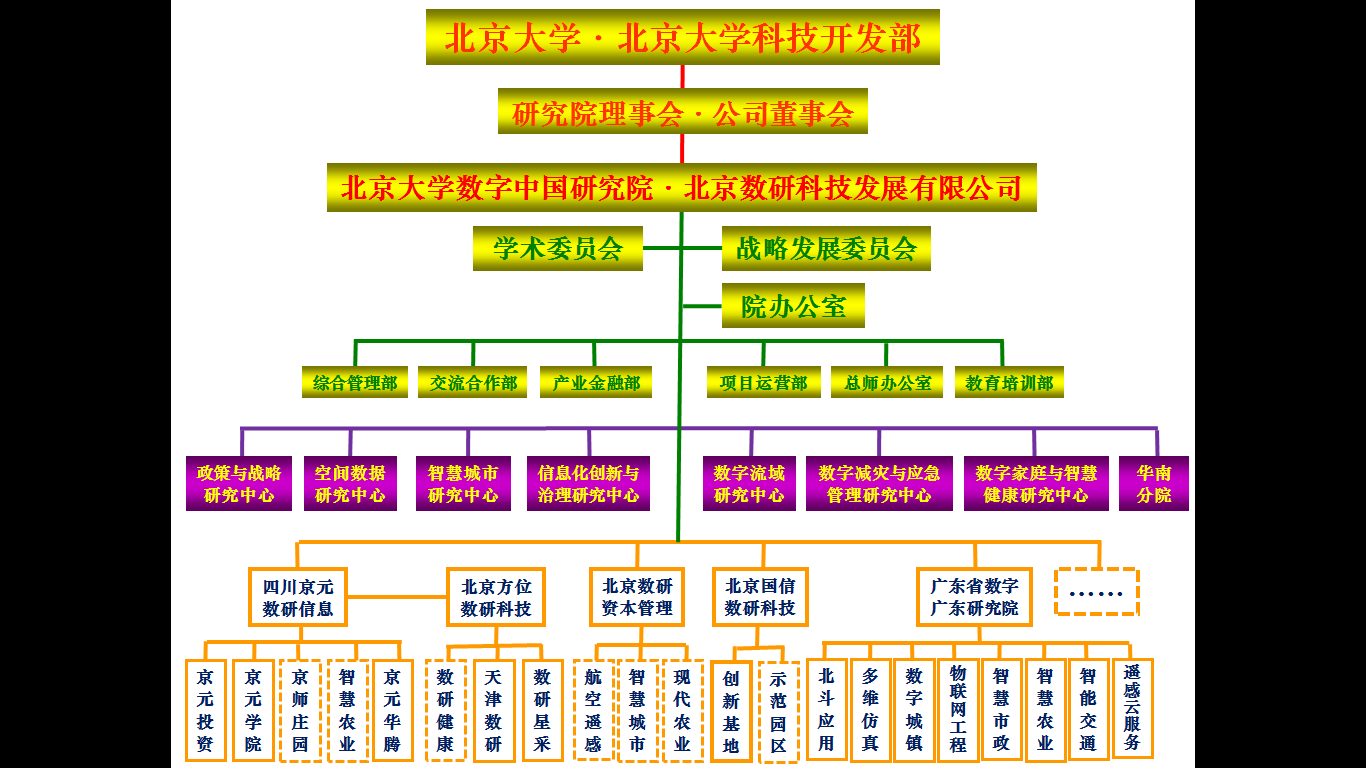 北京大学·北京大学科技开发部
研究院理事会·公司董事会
北京大学数字中国研究院·北京数研科技发展有限公司
学术委员会
战略发展委员会
院办公室
综合管理部
交流合作部
产业金融部
项目运营部
总师办公室
教育培训部
政策与战略
研究中心
空间数据
研究中心
智慧城市
研究中心
信息化创新与
治理研究中心
数字流域
研究中心
数字减灾与应急
管理研究中心
数字家庭与智慧
健康研究中心
华南
分院
四川京元
数研信息
北京方位
数研科技
北京数研
资本管理
北京国信
数研科技
广东省数字
广东研究院
……
京元投资
京元学院
京师庄园
智慧农业
京元华腾
数研健康
天津数研
数研星采
航空遥感
智慧城市
现代农业
创新基地
示范园区
北斗应用
多维仿真
数字城镇
物联网工程
智慧市政
智慧农业
智能交通
遥感云服务